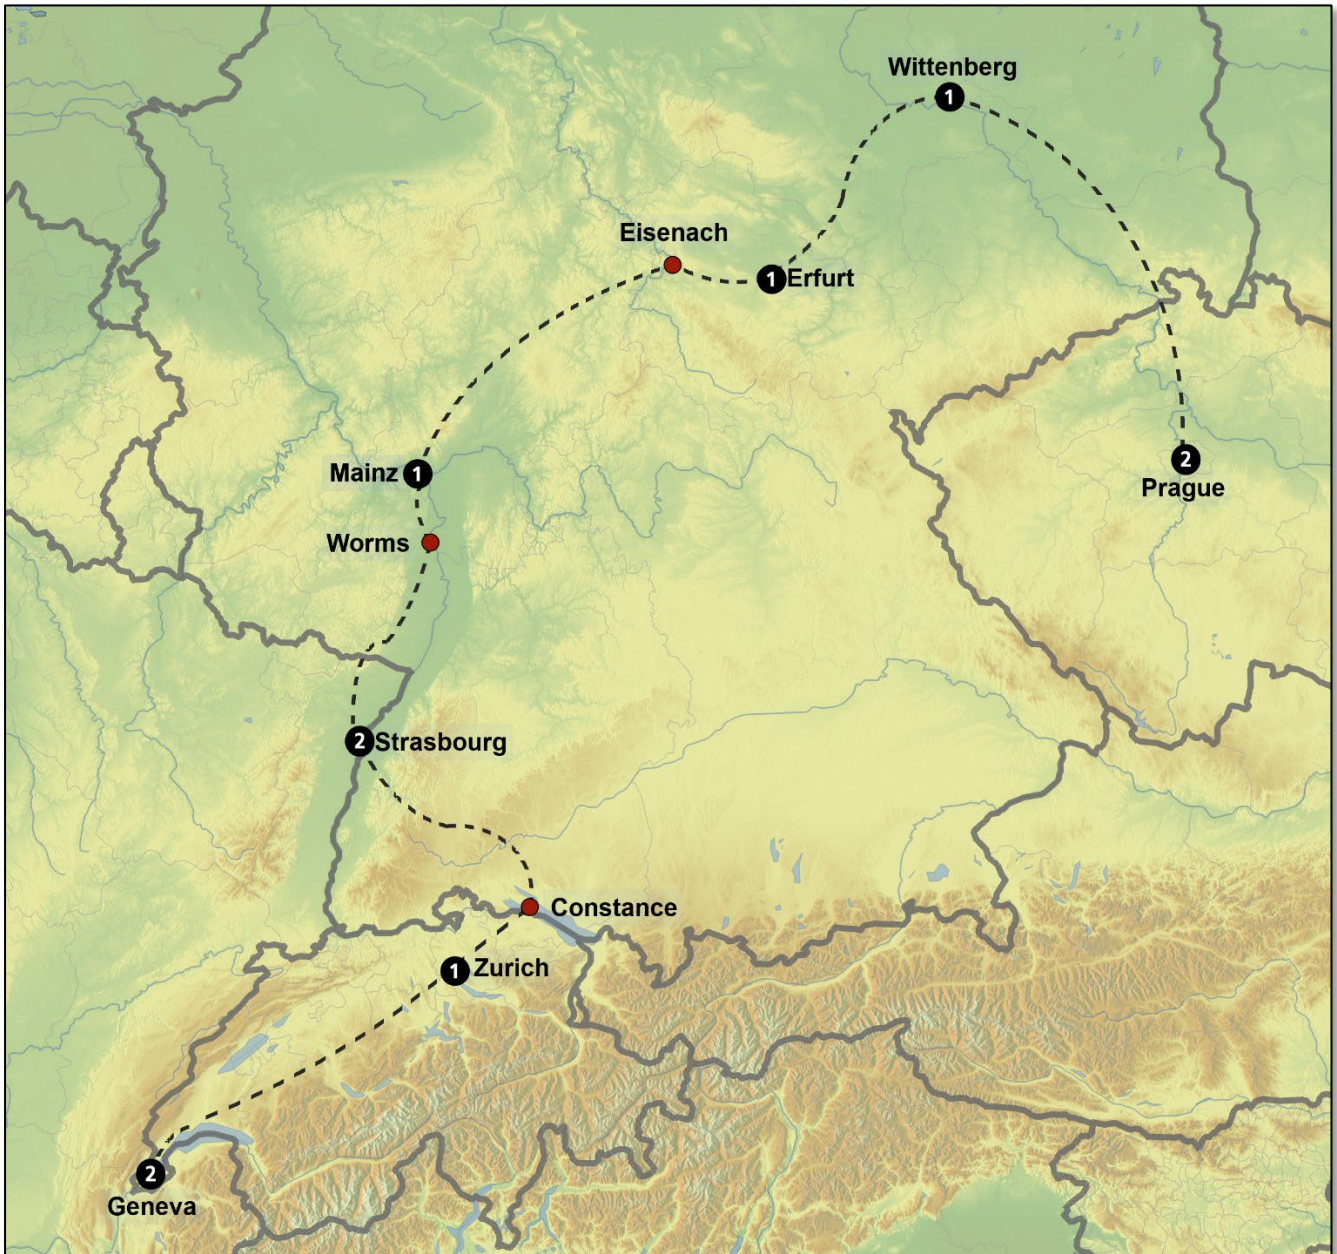 Wittenberg
1
Eisenach
1 Erfurt
2
Prague
Mainz 1
Worms
2 Strasbourg
Constance
1 Zurich
2
Geneva